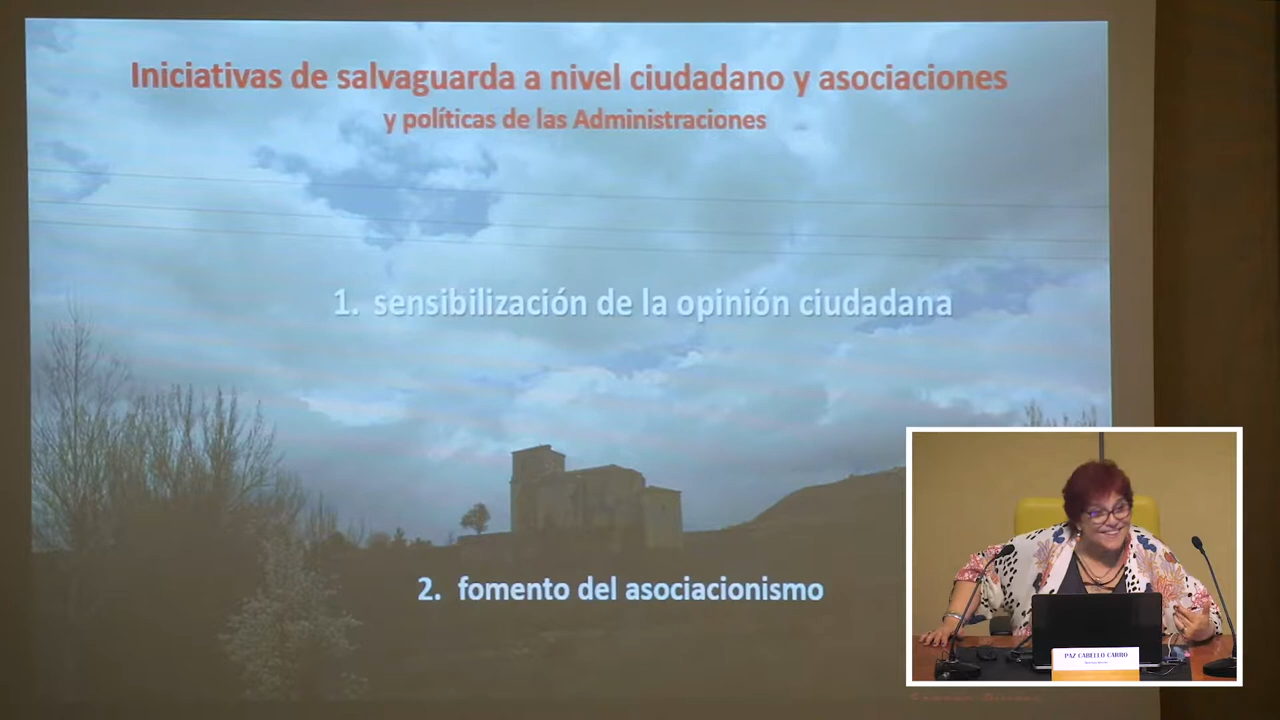 Iniciativas de salvaguarda a nivel ciudadano y asociaciones
y políticas de las Administraciones
1. sensibilización de la opinión ciudadana
2. fomento del asociacionismo
PAZ CABELLO CARRO